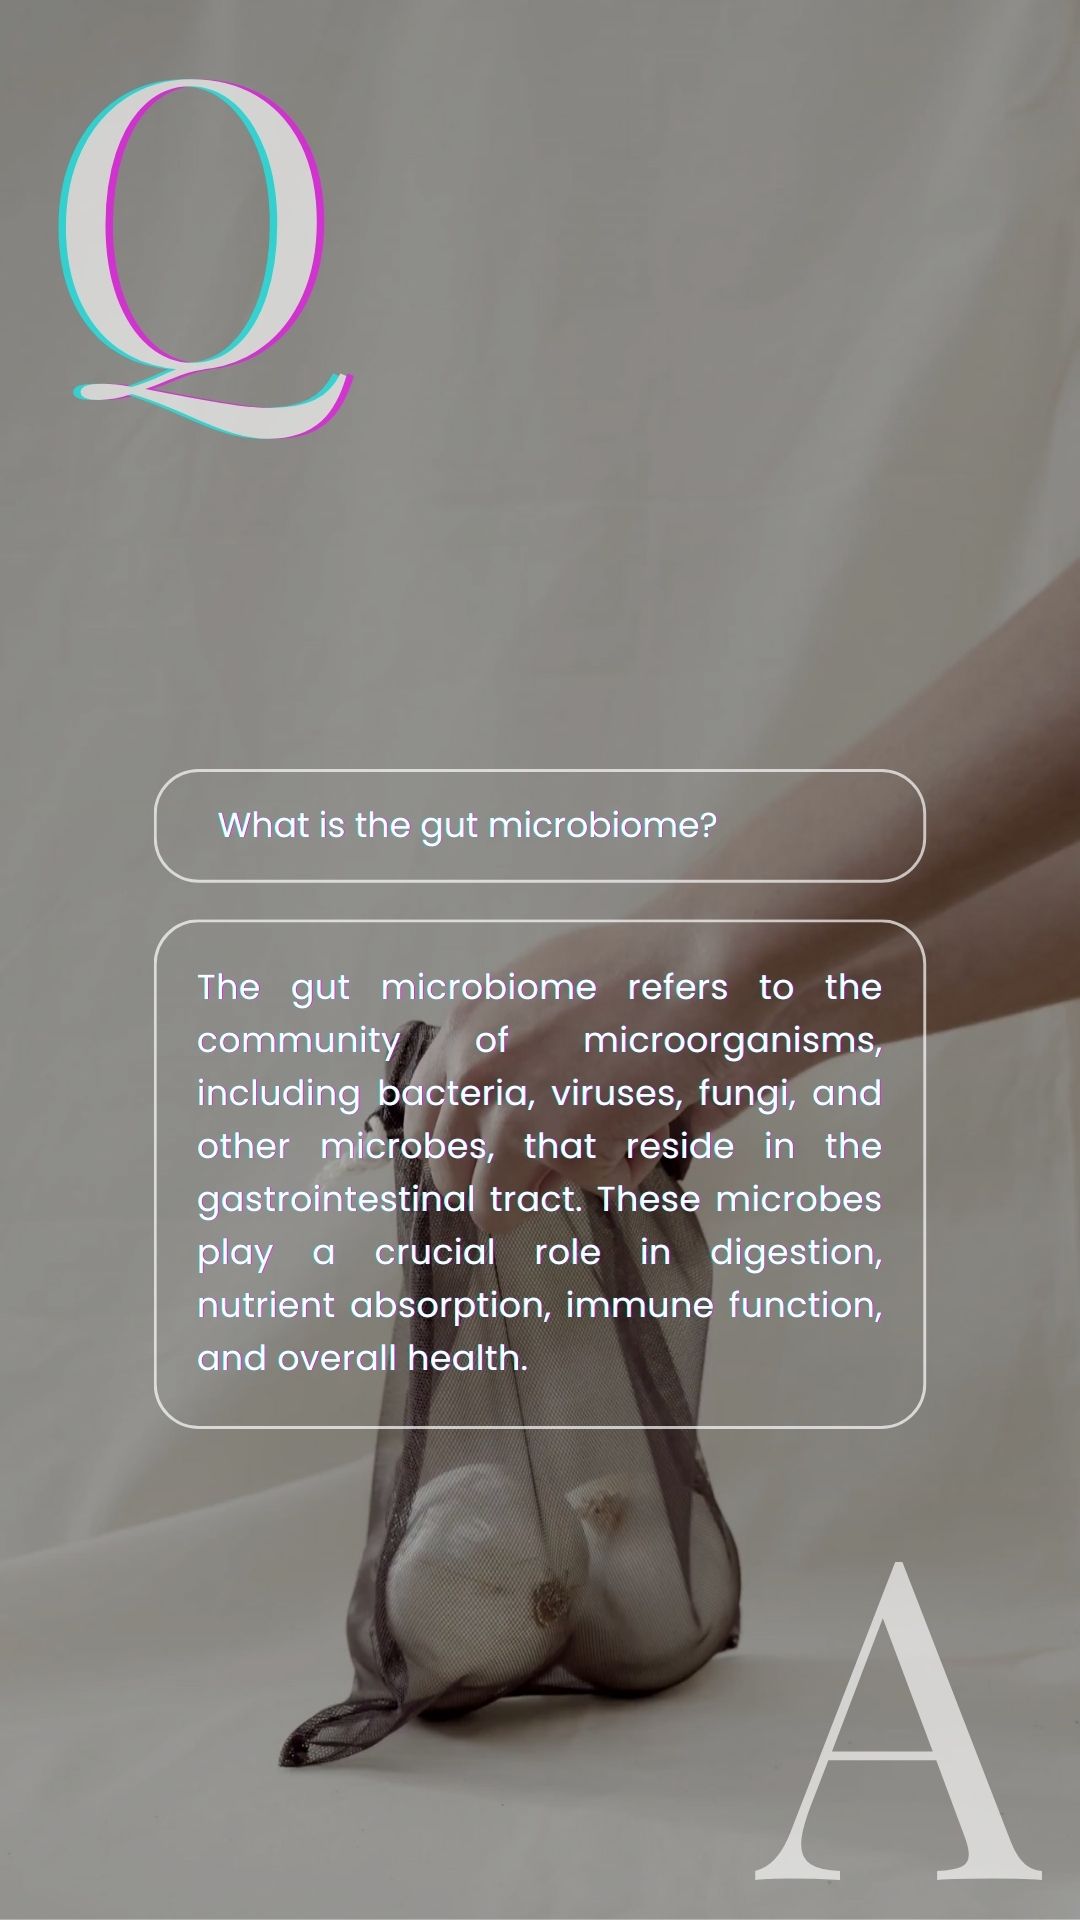 Q
What is the gut microbiome?
The gut microbiome refers to the
community of microorganisms,
including bacteria, viruses, fungi, and
other microbes, that reside in the
gastrointestinal tract. These microbes
play a crucial role in digestion,
nutrient absorption, immune function,
and overall health.
A